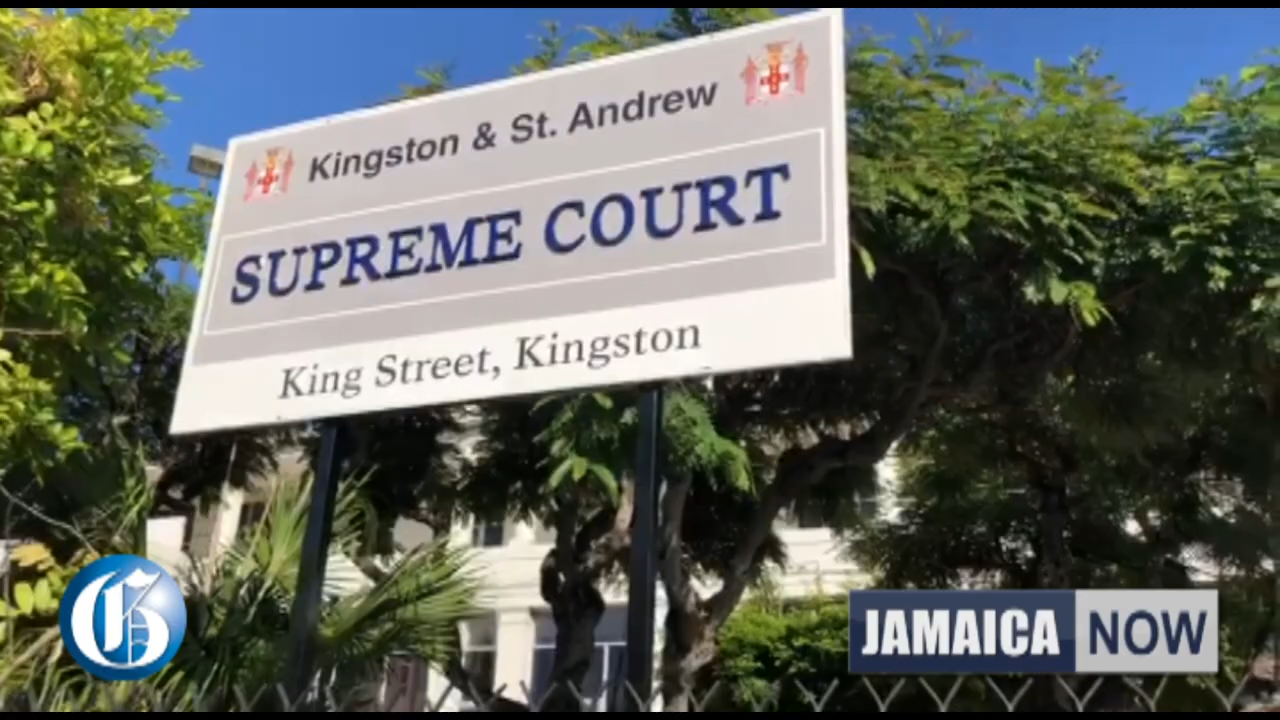 Kingston & St. Andrew
SUPREME COURT
King Street, Kingston
G
JAMAICA NOW